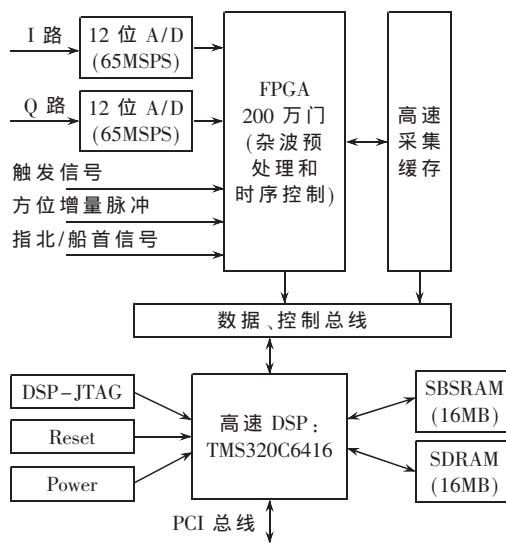 I 路
12 位 A/D
(65MSPS)
Q 路
12 位 A/D
(65MSPS)
触发信号
方位增量脉冲
指北/船首信号
FPGA
200 万门
(杂波预
处理和
时序控制)
高速
采集
缓存
数据、控制总线
DSP-JTAG
Reset
Power
高速 DSP：
TMS320C6416
SBSRAM
(16MB)
SDRAM
(16MB)
PCI 总线